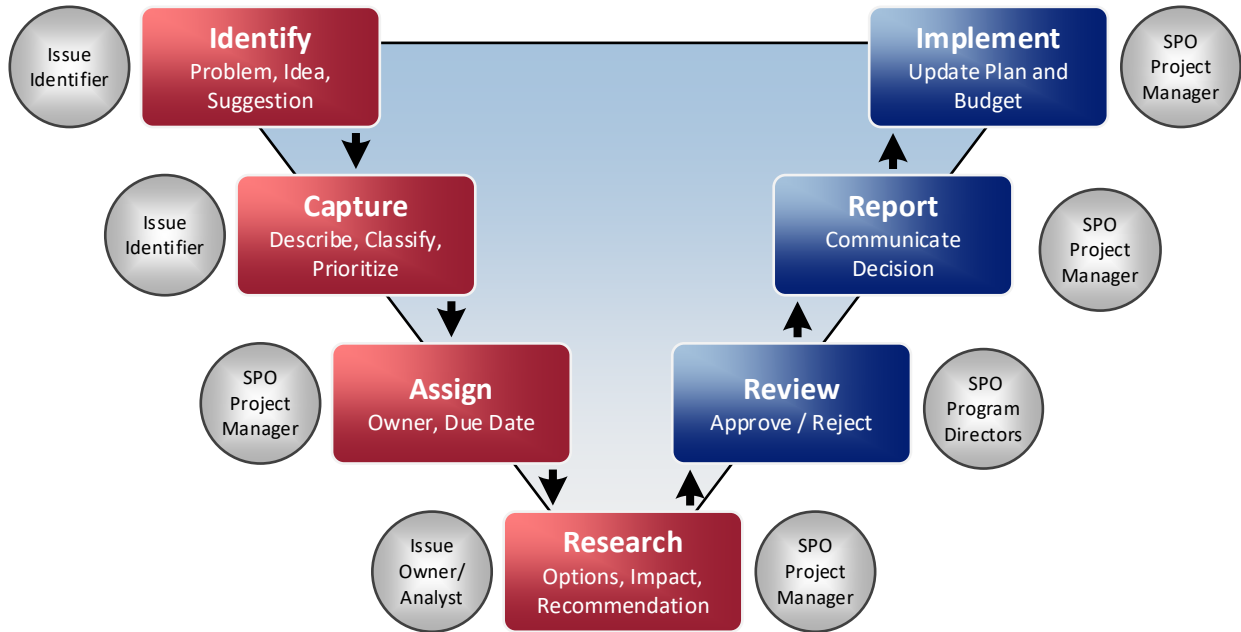 Issue
Identifier
Identify
Problem, Idea,
Suggestion
Implement
Update Plan and
Budget
SPO
Project
Manager
Issue
Identifier
Capture
Describe, Classify,
Prioritize
Report
Communicate
Decision
SPO
Project
Manager
SPO
Project
Manager
Assign
Owner, Due Date
Review
Approve / Reject
SPO
Program
Directors
Issue
Owner/
Analyst
Research
Options, Impact,
Recommendation
SPO
Project
Manager